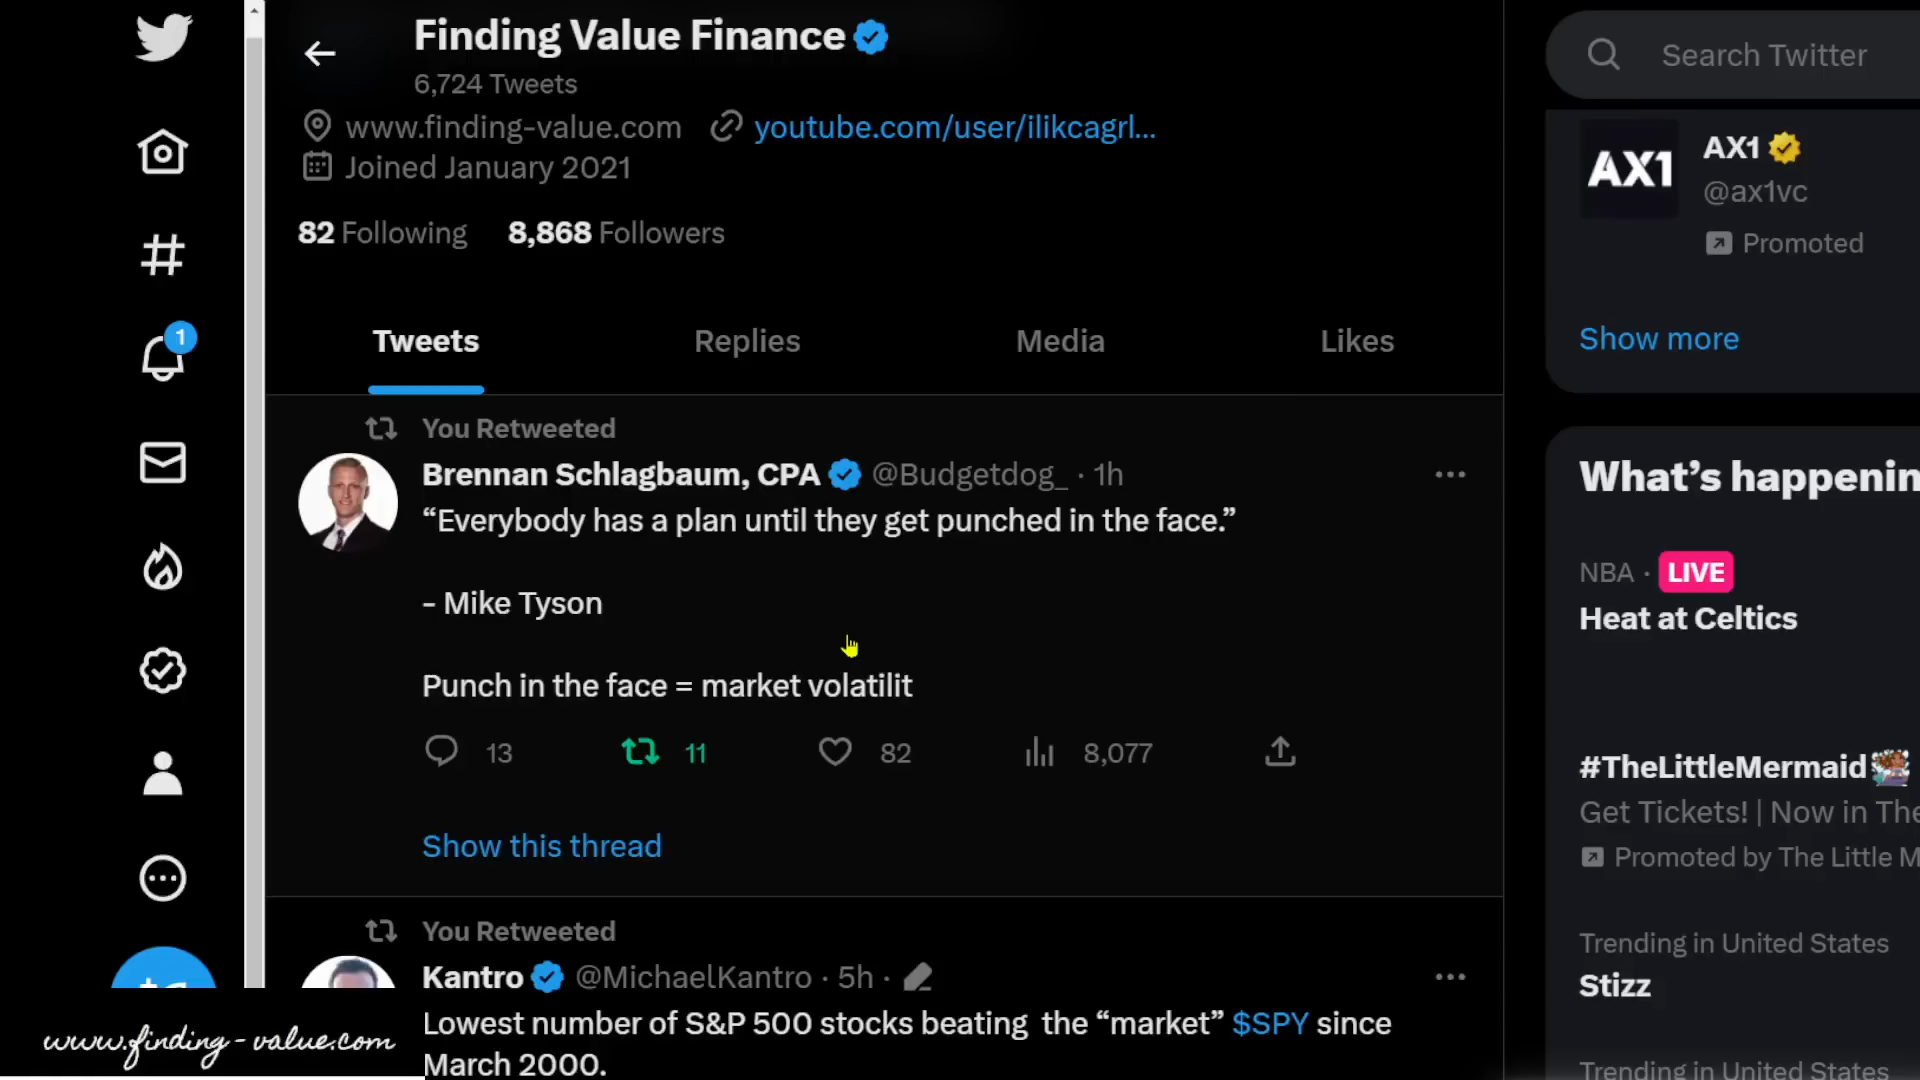 Finding Value Finance
6,724 Tweets
www.finding-value.com youtube.com/user/ilikcagrl...
Joined January 2021
82 Following 8,868 Followers
Tweets Replies Media Likes
You Retweeted
Brennan Schlagbaum, CPA @Budgetdog_ · 1h
“Everybody has a plan until they get punched in the face.”
- Mike Tyson
Punch in the face = market volatilit
13 11 82 8,077
Show this thread
You Retweeted
Kantro @MichaelKantro · 5h ·
Lowest number of S&P 500 stocks beating the “market” $SPY since
March 2000.
1
www.finding-value.com
Search Twitter
AX1
AX1
@ax1vc
Promoted
Show more
What’s happenin
NBA · LIVE
Heat at Celtics
#TheLittleMermaid
Get Tickets! | Now in The
Promoted by The Little M
Trending in United States
Stizz
Trending in United States